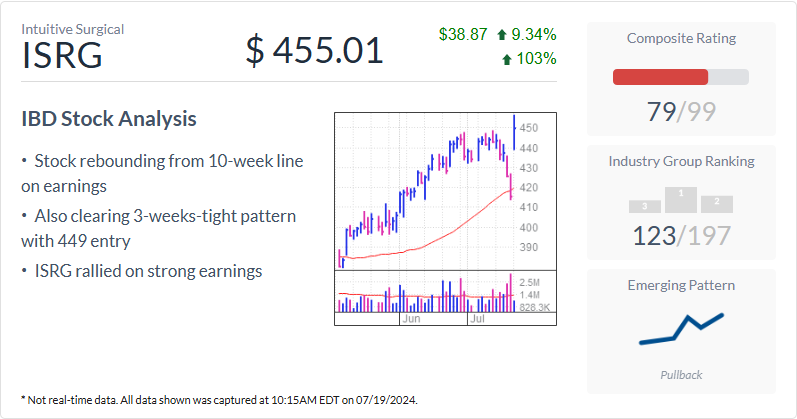 Intuitive Surgical
ISRG
$ 455.01
$38.87 9.34%
103%
IBD Stock Analysis
• Stock rebounding from 10-week line
on earnings
• Also clearing 3-weeks-tight pattern
with 449 entry
• ISRG rallied on strong earnings
450
440
430
420
410
400
390
2.5M
1.4M
828.3K
Jun
Jul
Composite Rating
79/99
Industry Group Ranking
3
1
2
123/197
Emerging Pattern
Pullback
* Not real-time data. All data shown was captured at 10:15AM EDT on 07/19/2024.